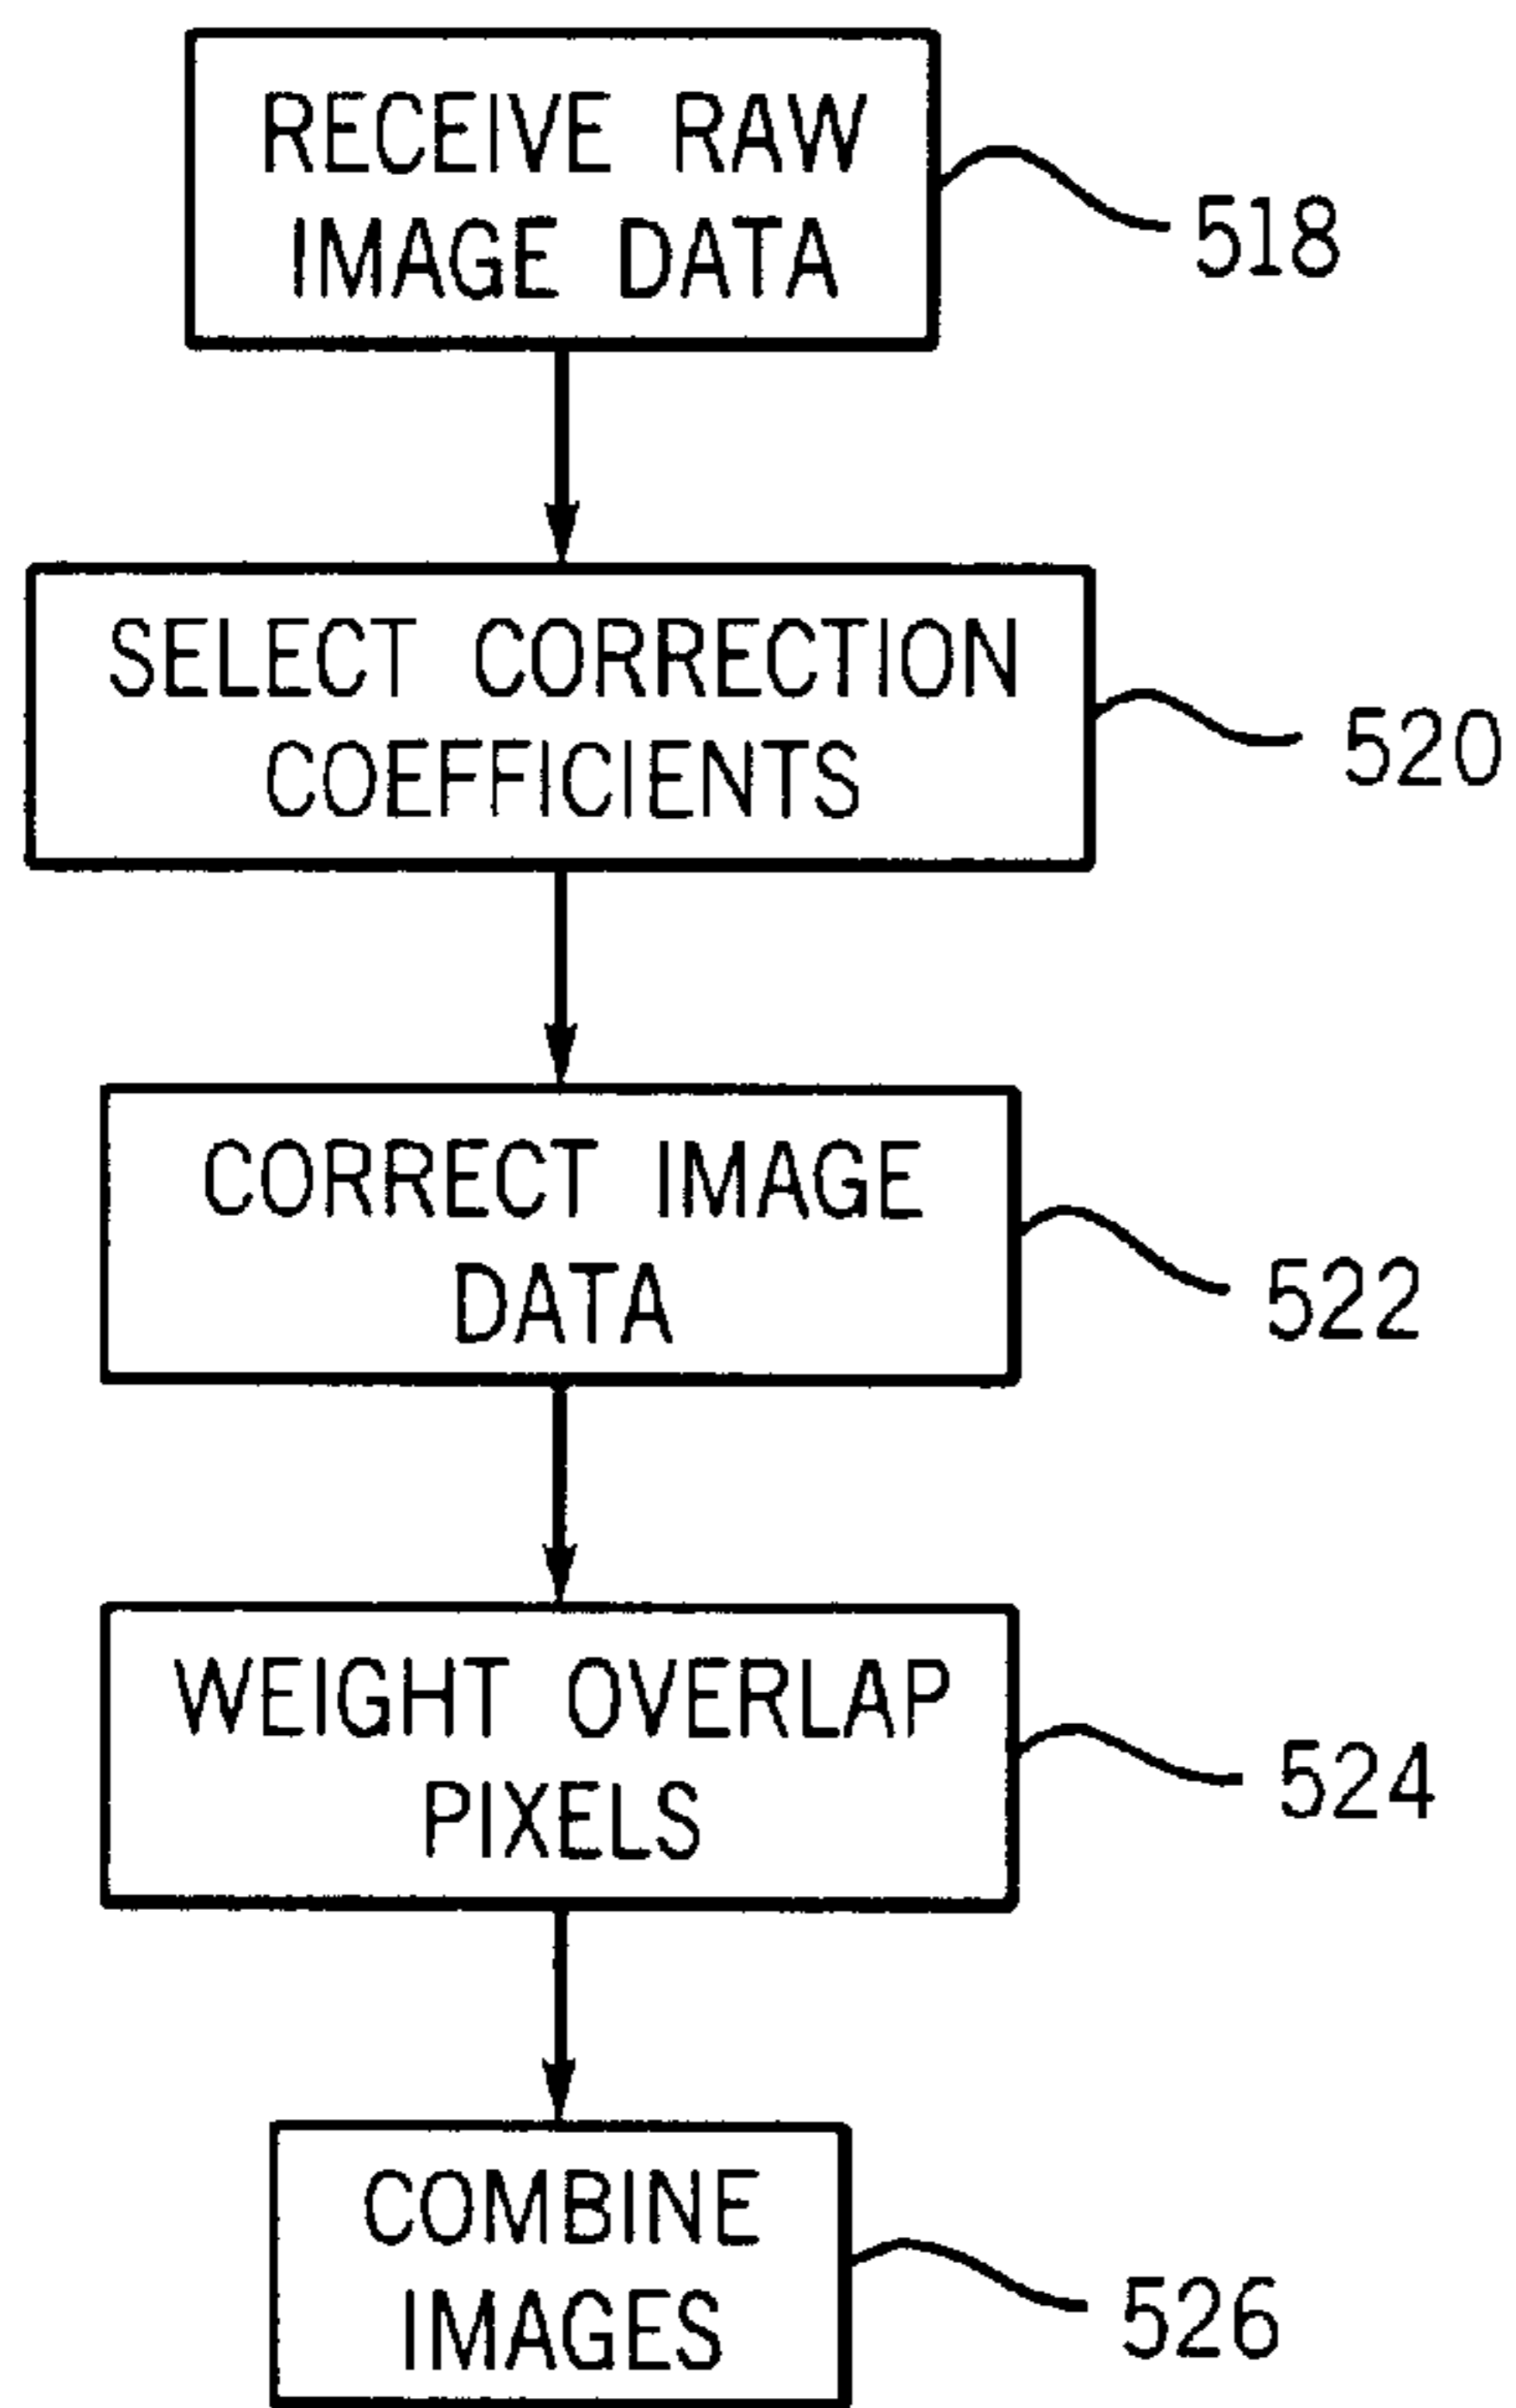 RECEIVE RAW
IMAGE DATA
518
SELECT CORRECTION
COEFFICIENTS
520
CORRECT IMAGE
DATA
522
WEIGHT OVERLAP
PIXELS
524
COMBINE
IMAGES
526